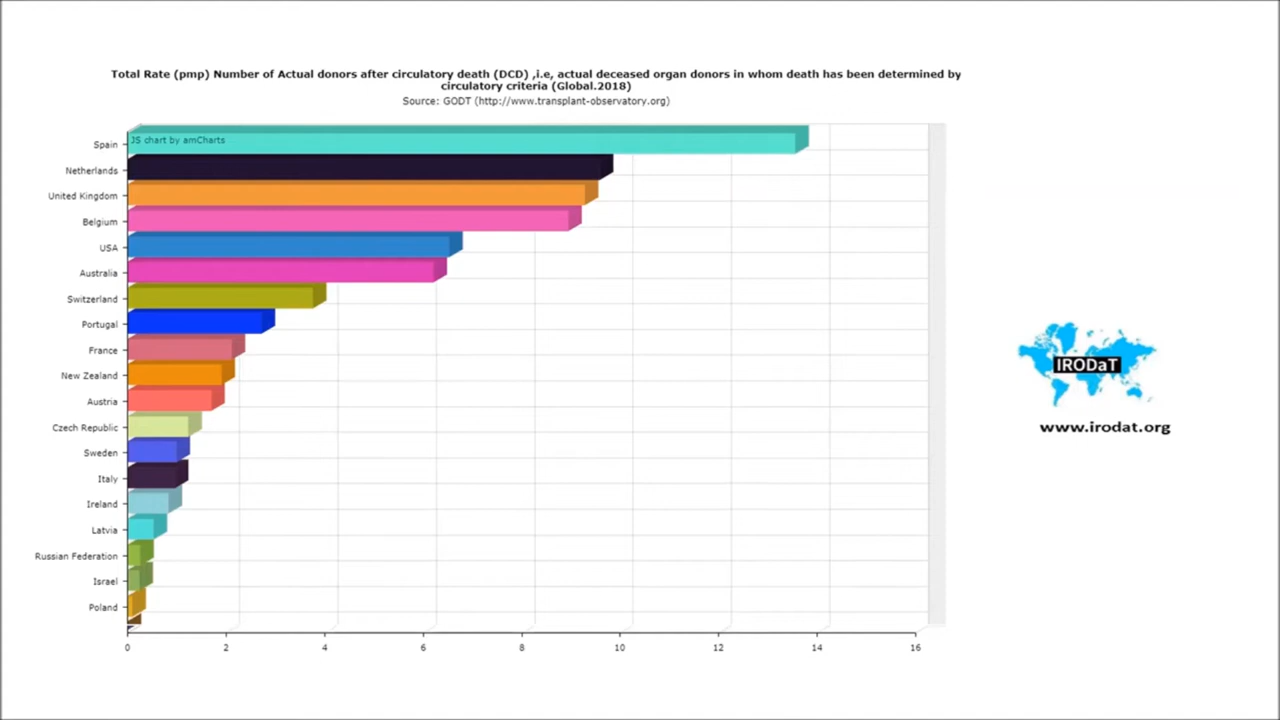 Total Rate (pmp) Number of Actual donors after circulatory death (DCD) ,i.e, actual deceased organ donors in whom death has been determined by
circulatory criteria (Global.2018)
Source: GODT (http://www.transplant-observatory.org)
JS chart by amCharts
Spain
Netherlands
United Kingdom
Belgium
USA
Australia
Switzerland
Portugal
France
New Zealand
Austria
Czech Republic
Sweden
Italy
Ireland
Latvia
Russian Federation
Israel
Poland
0 2 4 6 8 10 12 14 16
IRODaT
www.irodat.org